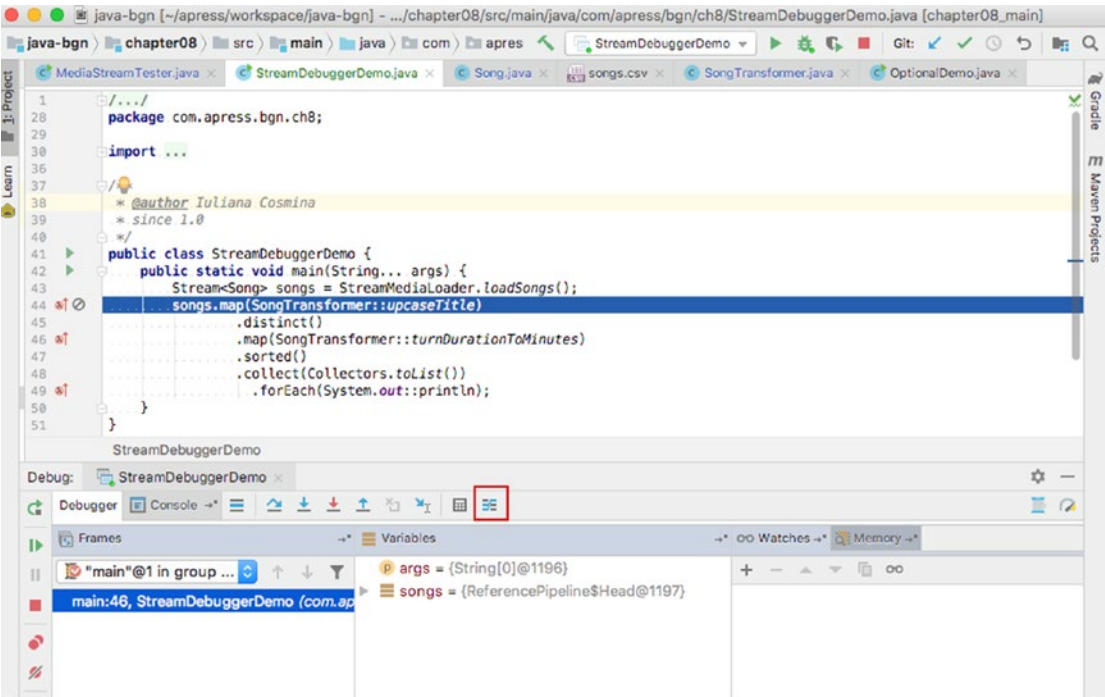 java-bgn [~/apress/workspace/java-bgn] - .../chapter08/src/main/java/com/apress/bgn/ch8/StreamDebuggerDemo.java [chapter08_main]
java-bgn chapter08 src main java com apres StreamDebuggerDemo Git:
MediaStreamTester.java StreamDebuggerDemo.java Song.java songs.csv SongTransformer.java OptionalDemo.java
1: Project
Learn
Gradle
Maven Projects
1 /.../
28 package com.apress.bgn.ch8;
29
30 import ...
36
37 /**
38 * @author Iuliana Cosmina
39 * since 1.0
40 */
41 public class StreamDebuggerDemo {
42 public static void main(String... args) {
43 Stream<Song> songs = StreamMediaLoader.loadSongs();
44 songs.map(SongTransformer::upcaseTitle)
45 .distinct()
46 .map(SongTransformer::turnDurationToMinutes)
47 .sorted()
48 .collect(Collectors.toList())
49 .forEach(System.out::println);
50 }
51 }
StreamDebuggerDemo
Debug: StreamDebuggerDemo
Debugger Console
Frames Variables Watches Memory
"main"@1 in group ...
main:46, StreamDebuggerDemo (com.ap
args = {String[0]@1196}
songs = {ReferencePipeline$Head@1197}